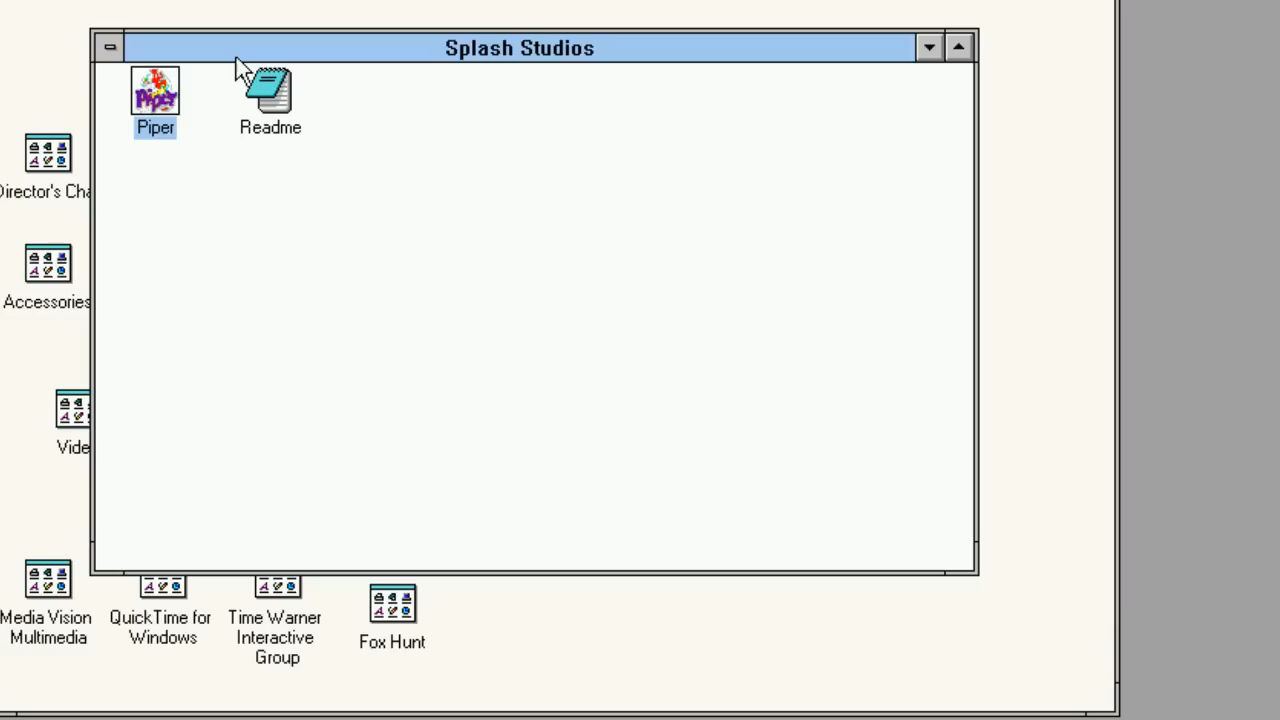 Splash Studios
Piper
Piper
Readme
Director's Cha
Accessories
Vide
Media Vision
Multimedia
QuickTime for
Windows
Time Warner
Interactive
Group
Fox Hunt